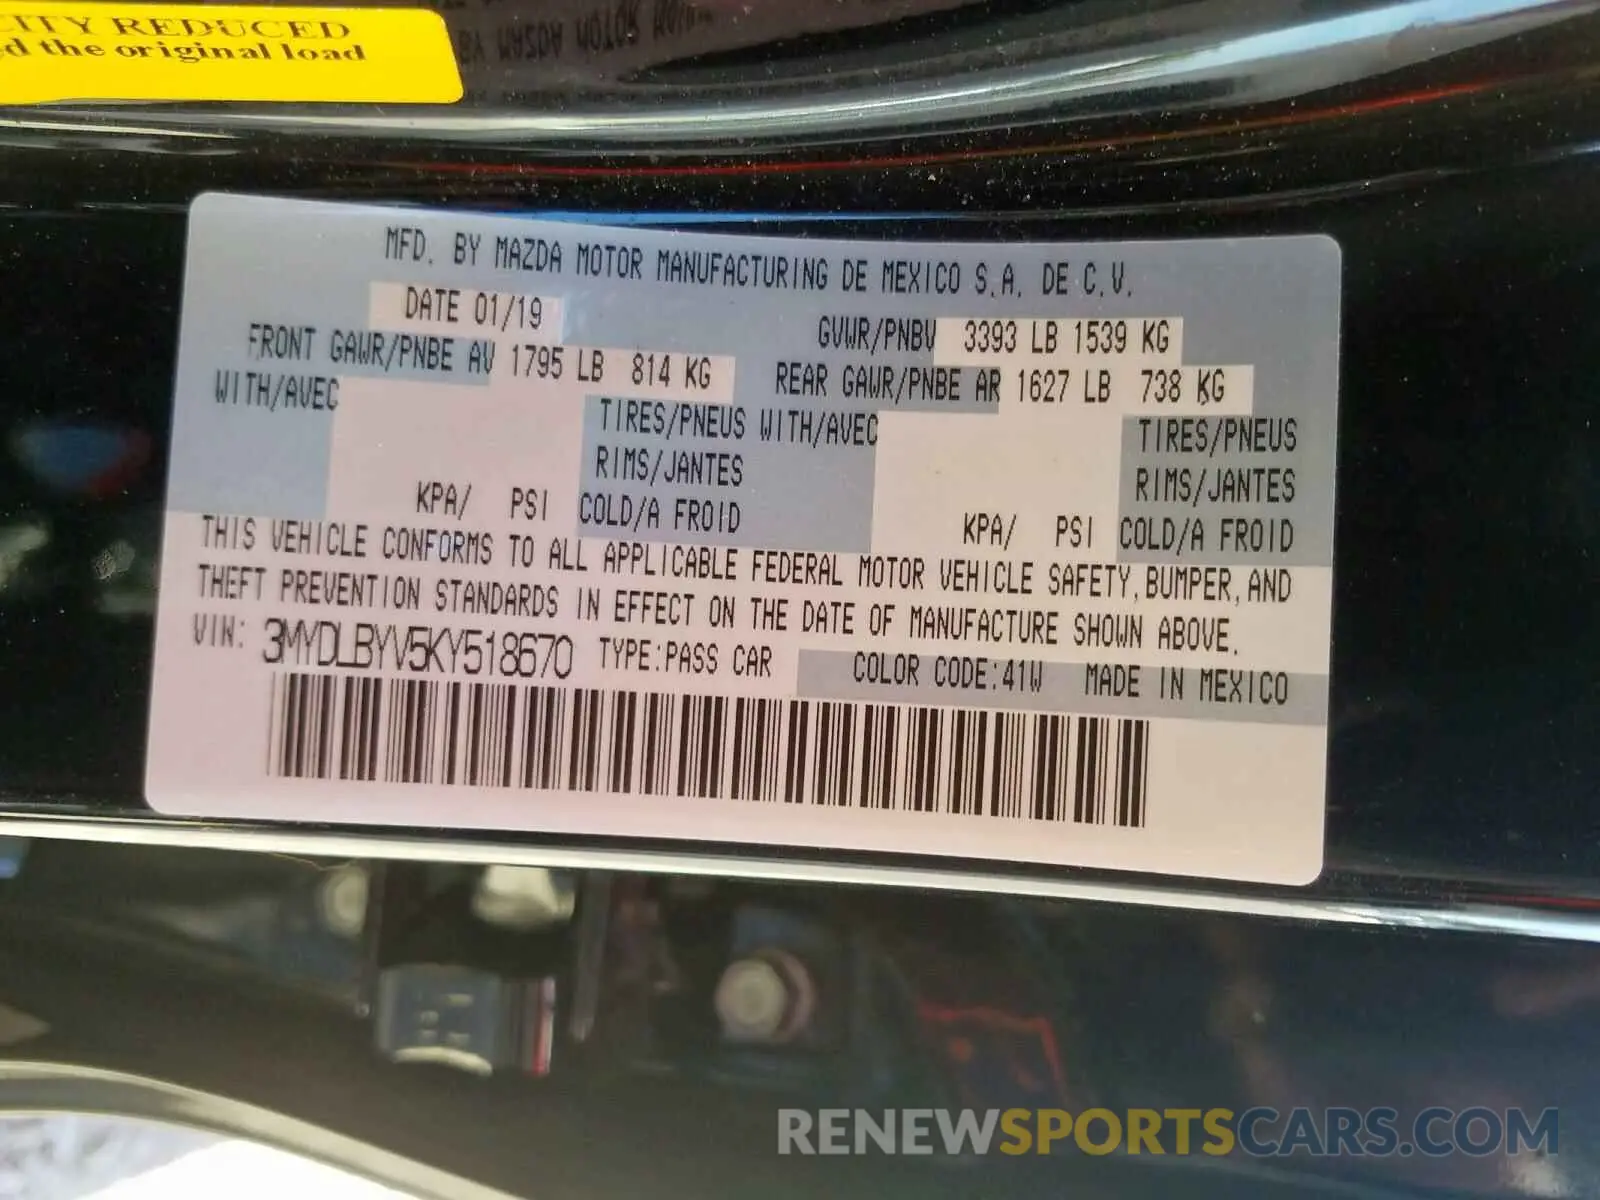 CITY REDUCED
ed the original load
MFD. BY MAZDA MOTOR MANUFACTURING DE MEXICO S.A. DE C.V.
DATE 01/19
GVWR/PNBV 3393 LB 1539 KG
FRONT GAWR/PNBE AV 1795 LB 814 KG
REAR GAWR/PNBE AR 1627 LB 738 KG
WITH/AVEC TIRES/PNEUS WITH/AVEC TIRES/PNEUS
RIMS/JANTES RIMS/JANTES
KPA/ PSI COLD/A FROID KPA/ PSI COLD/A FROID
THIS VEHICLE CONFORMS TO ALL APPLICABLE FEDERAL MOTOR VEHICLE SAFETY, BUMPER, AND
THEFT PREVENTION STANDARDS IN EFFECT ON THE DATE OF MANUFACTURE SHOWN ABOVE.
VIN: 3MYDLBYV5KY518670 TYPE:PASS CAR COLOR CODE:41W MADE IN MEXICO
RENEWSPORTSCARS.COM